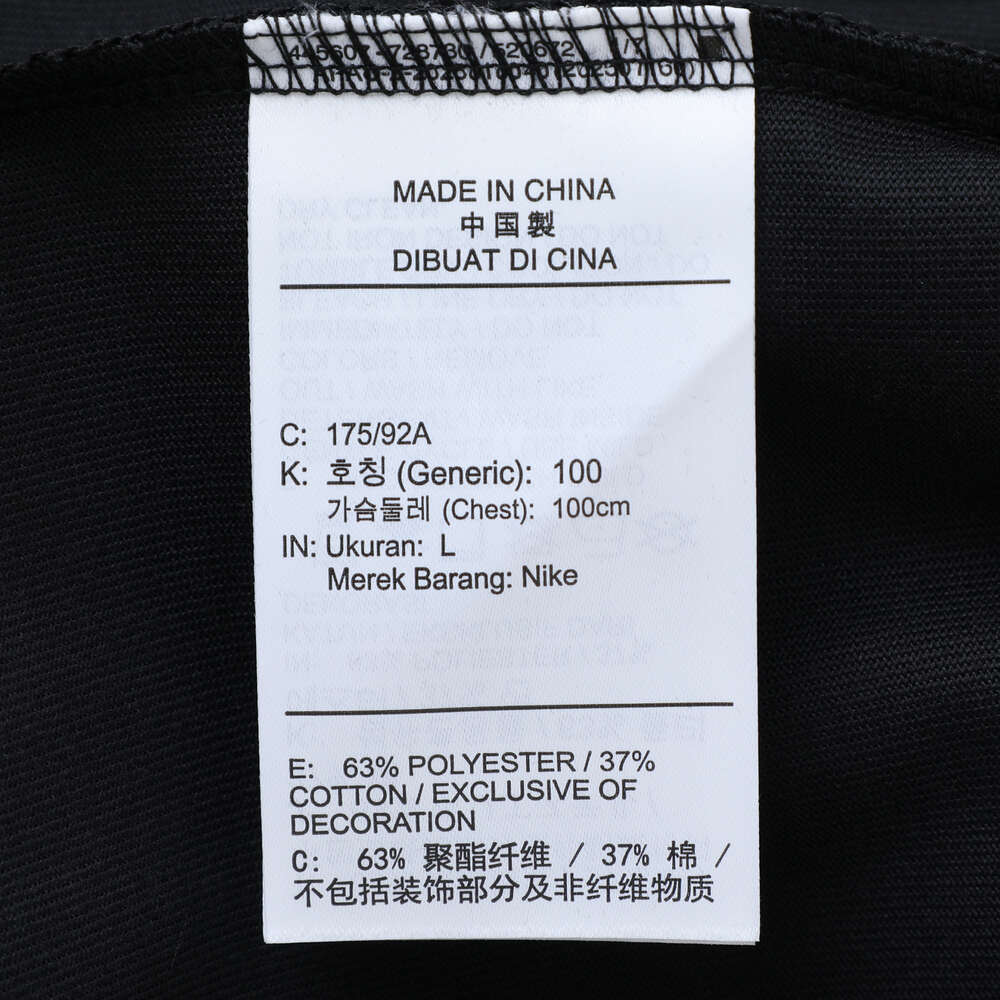 MADE IN CHINA
中国製
DIBUAT DI CINA
C: 175/92A
K: 호칭 (Generic): 100
가슴둘레 (Chest): 100cm
IN: Ukuran: L
Merek Barang: Nike
E: 63% POLYESTER / 37%
COTTON / EXCLUSIVE OF
DECORATION
C: 63% 聚酯纤维 / 37% 棉 /
不包括装饰部分及非纤维物质